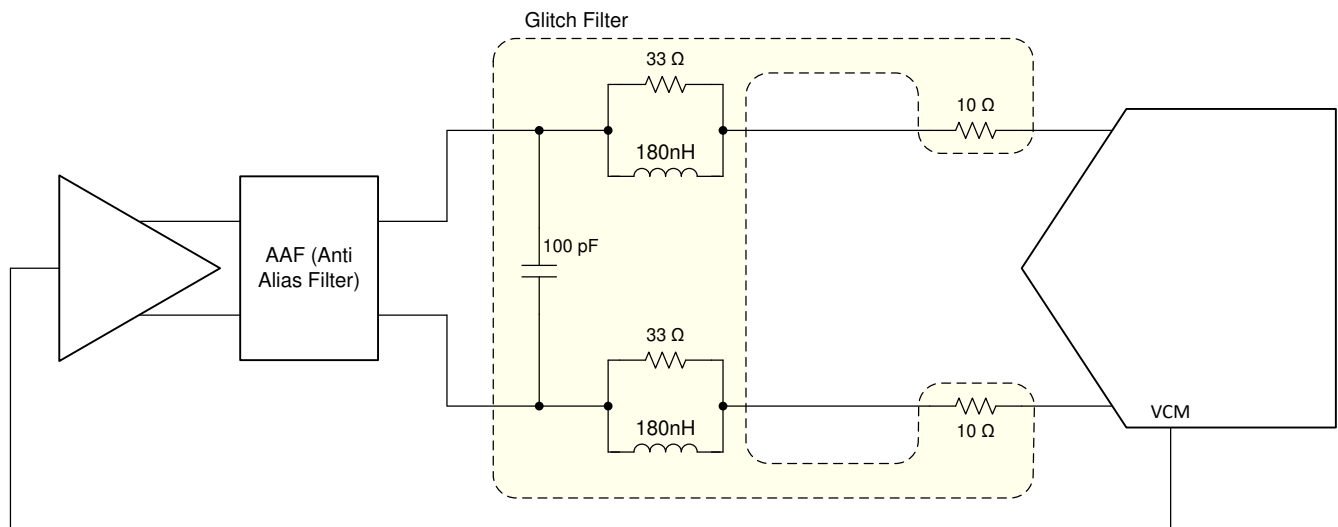 Glitch Filter
33 Ω
10 Ω
180nH
AAF (Anti
Alias Filter)
100 pF
33 Ω
180nH
10 Ω
VCM